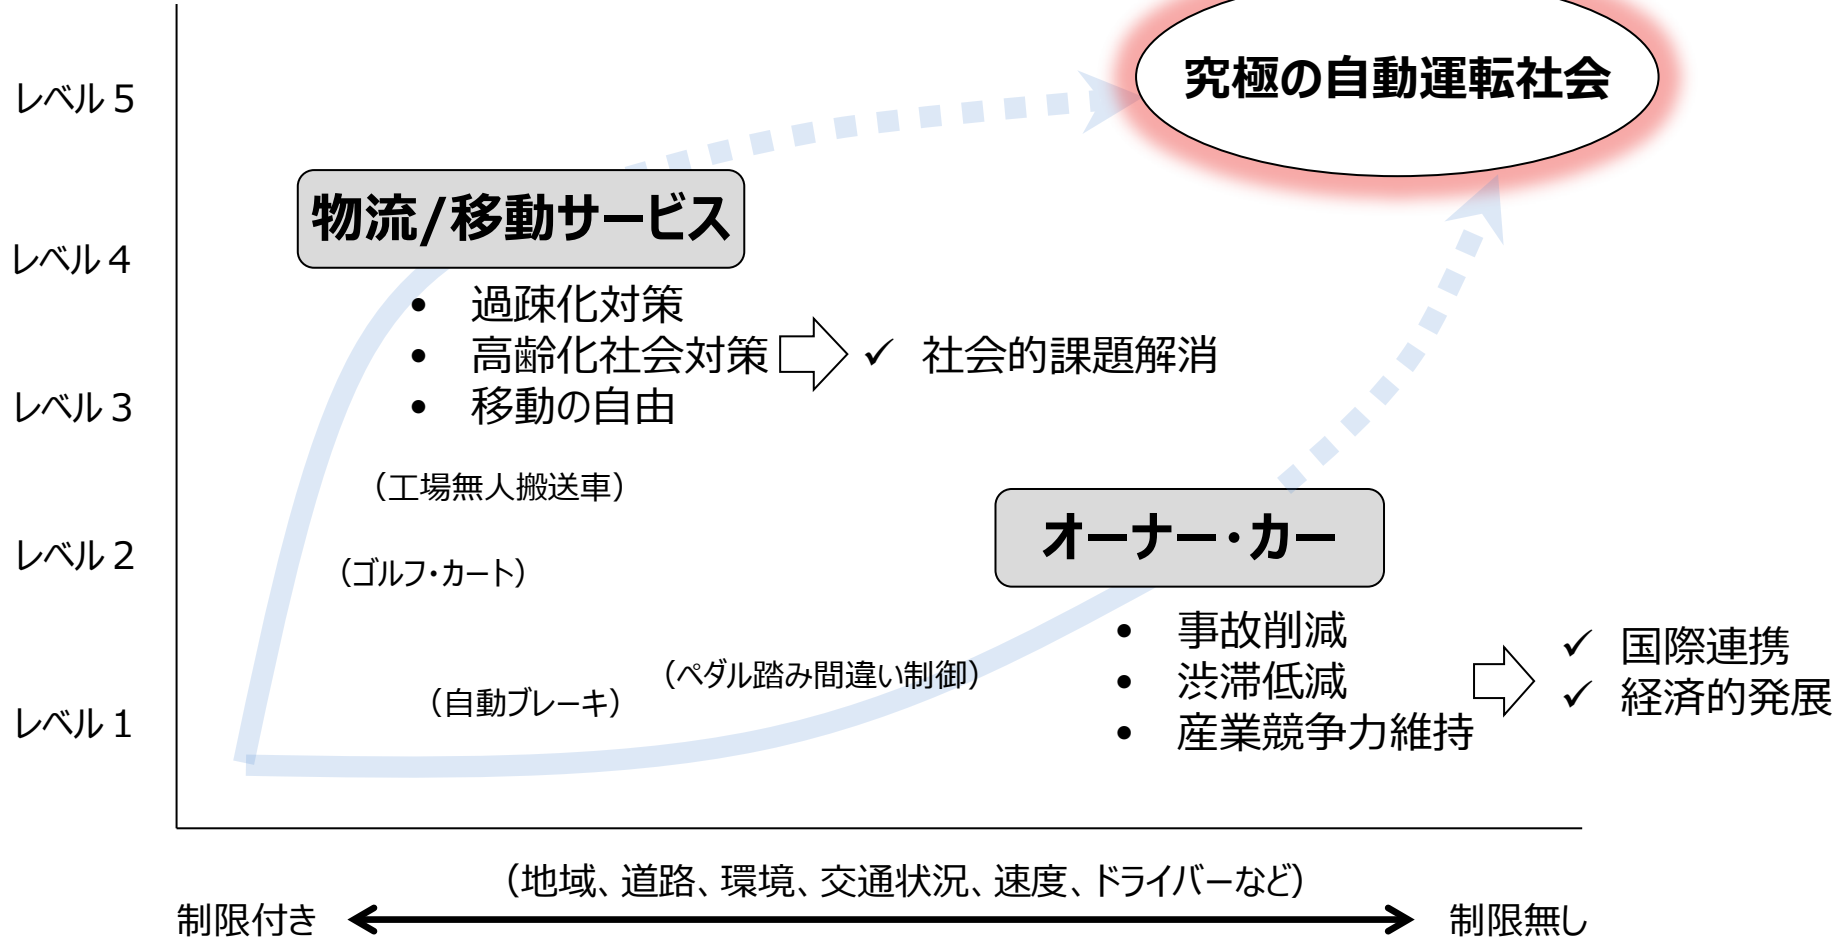 究極の自動運転社会
レベル５
物流/移動サービス
レベル４
• 過疎化対策
• 高齢化社会対策
✓ 社会的課題解消
• 移動の自由
レベル３
（工場無人搬送車）
オーナー・カー
レベル２
（ゴルフ・カート）
• 事故削減
• 渋滞低減
• 産業競争力維持
✓ 国際連携
✓ 経済的発展
（ペダル踏み間違い制御）
（自動ブレーキ）
レベル１
（地域、道路、環境、交通状況、速度、ドライバーなど）
制限付き
制限無し